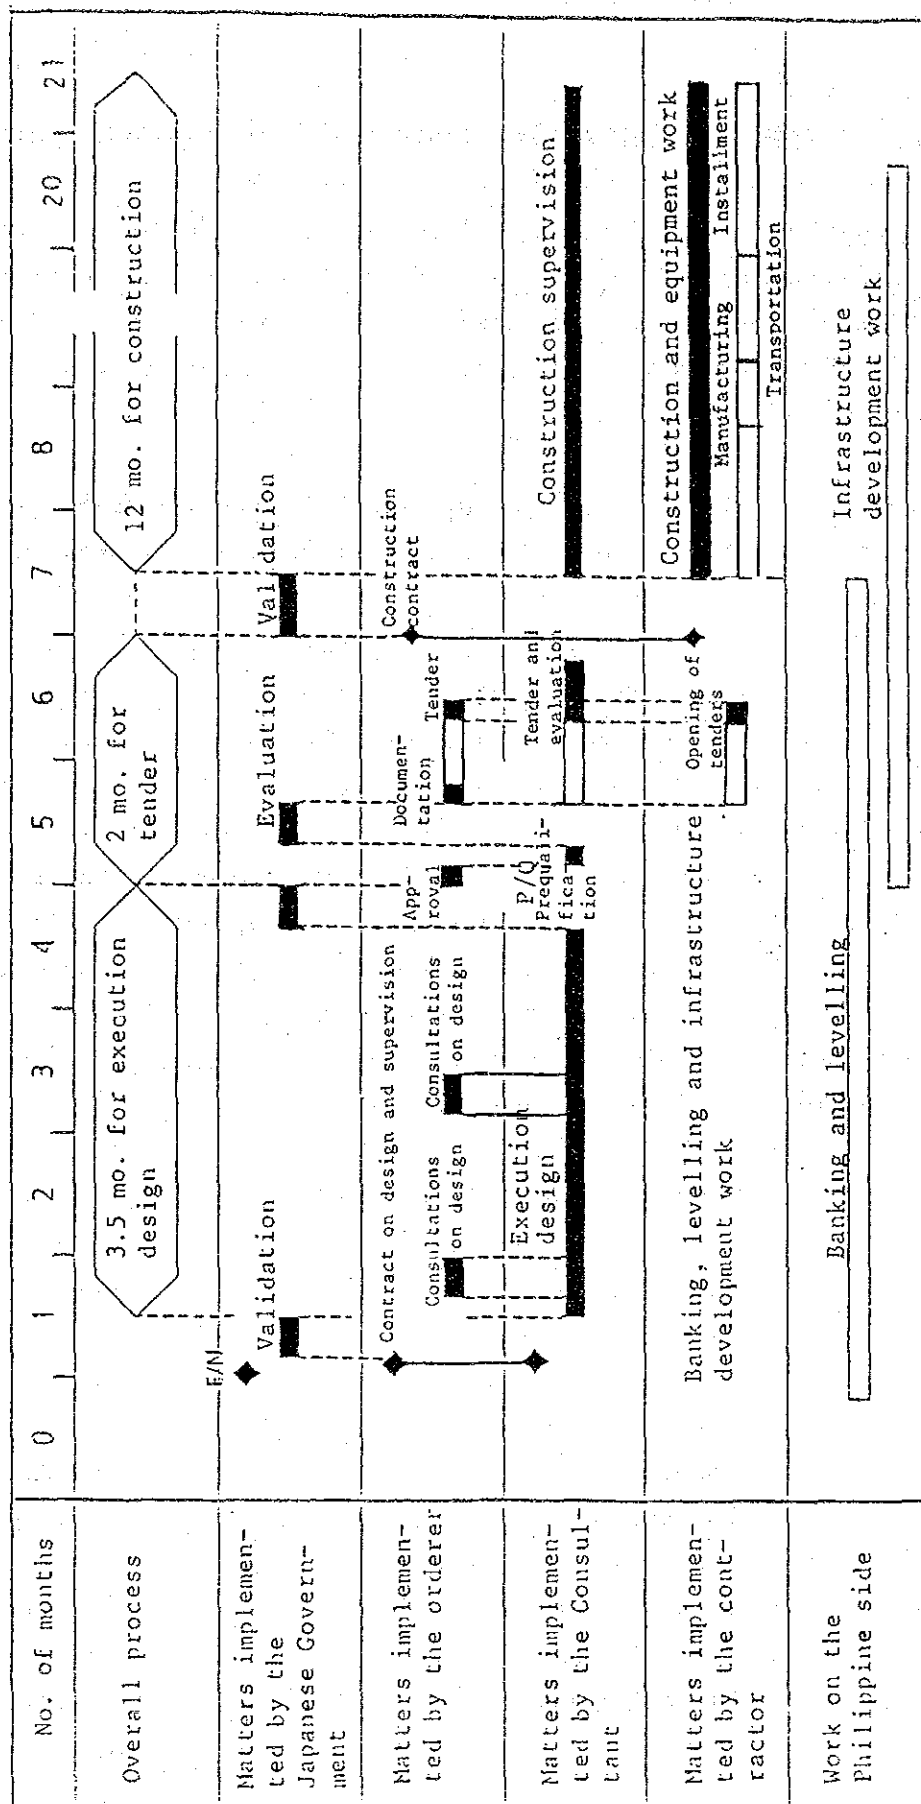 No. of months
0 1 2 3 4 5 6 7 8 20 21
Overall process
3.5 mo. for execution
design
2 mo. for
tender
12 mo. for construction
Matters implemen-
ted by the
Japanese Govern-
ment
E/N
Validation
Evaluation
Validation
Matters implemen-
ted by the orderer
Contract on design and supervision
Consultations
on design
Consultations
on design
App-
roval
Documen-
tation
Tender
Construction
contract
Matters implemen-
ted by the Consul-
tant
Execution
design
P/Q
Prequali-
fica-
tion
Tender and
evaluation
Construction supervision
Matters implemen-
ted by the cont-
ractor
Banking, levelling and infrastructure
development work
Opening of
tenders
Construction and equipment work
Manufacturing
Installment
Transportation
Work on the
Philippine side
Banking and levelling
Infrastructure
development work